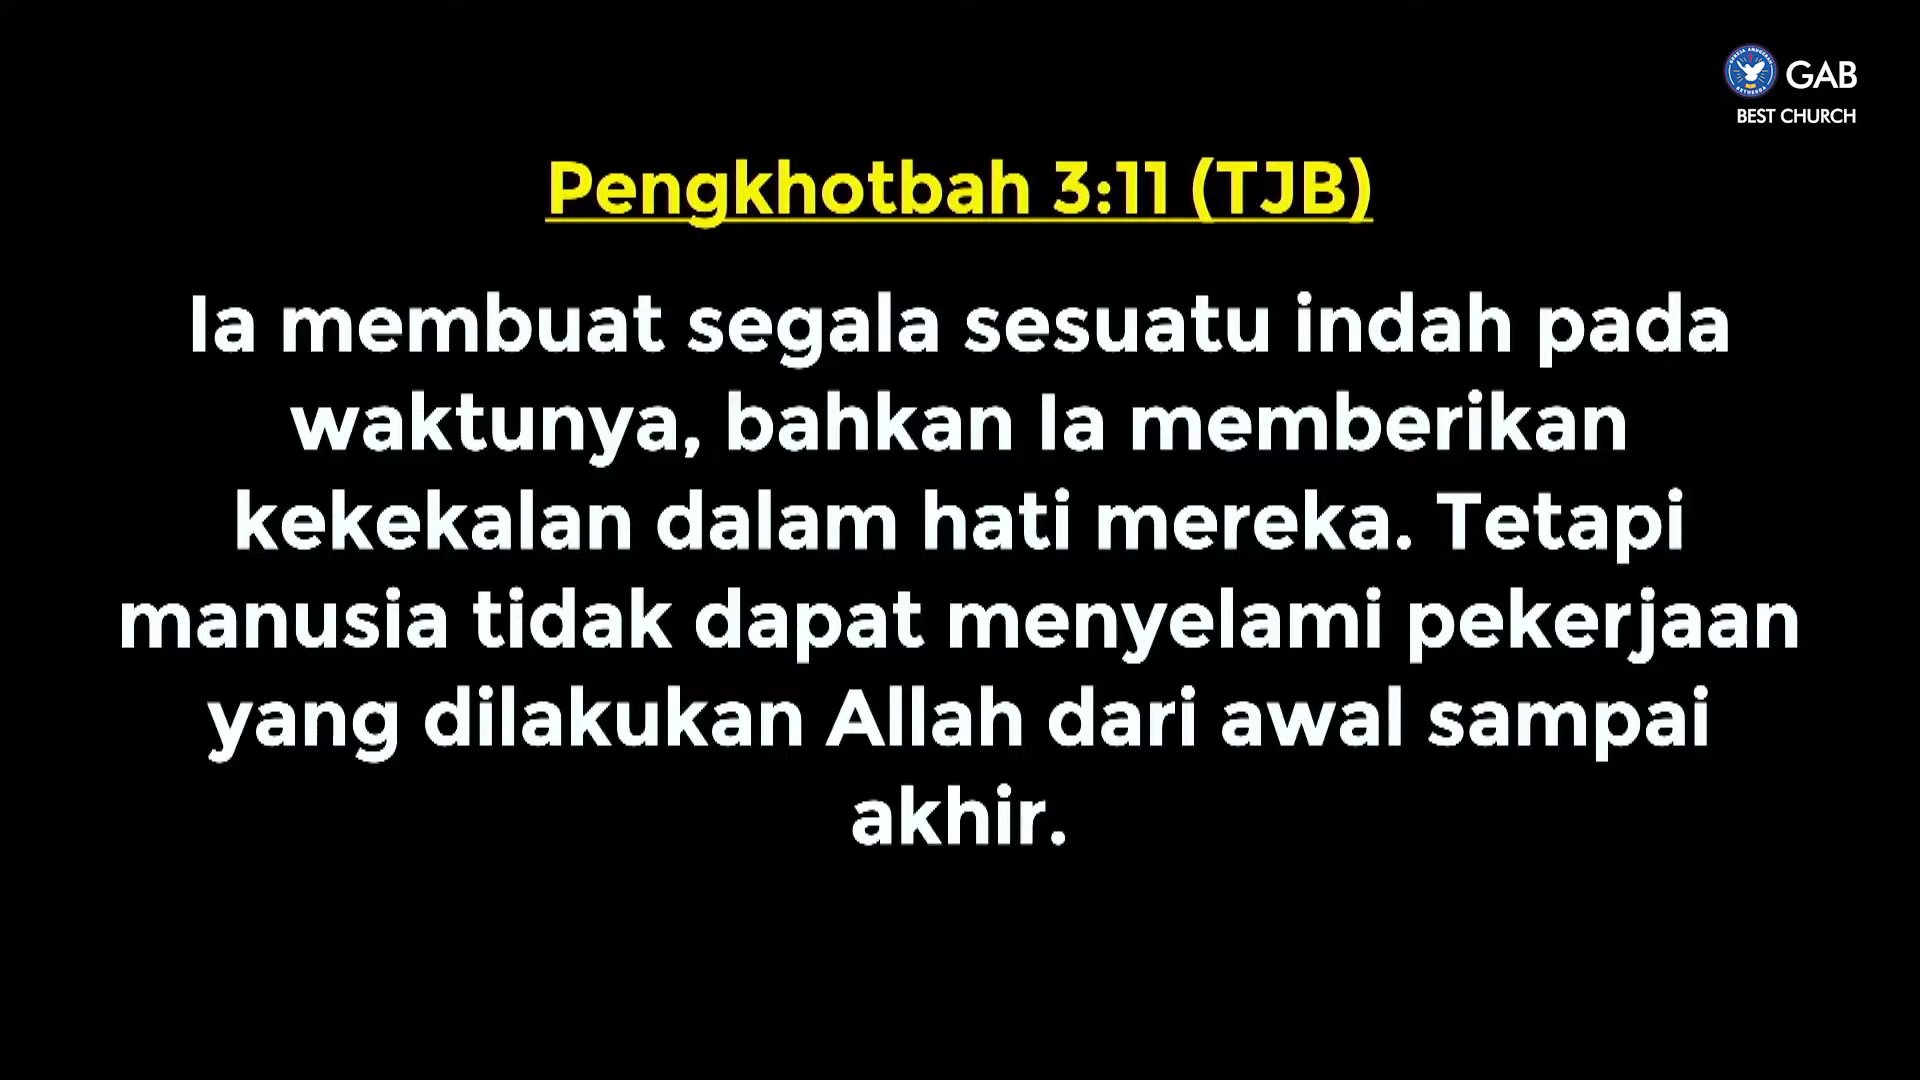 GAB
BEST CHURCH
Pengkhotbah 3:11 (TJB)
Ia membuat segala sesuatu indah pada
waktunya, bahkan Ia memberikan
kekekalan dalam hati mereka. Tetapi
manusia tidak dapat menyelami pekerjaan
yang dilakukan Allah dari awal sampai
akhir.